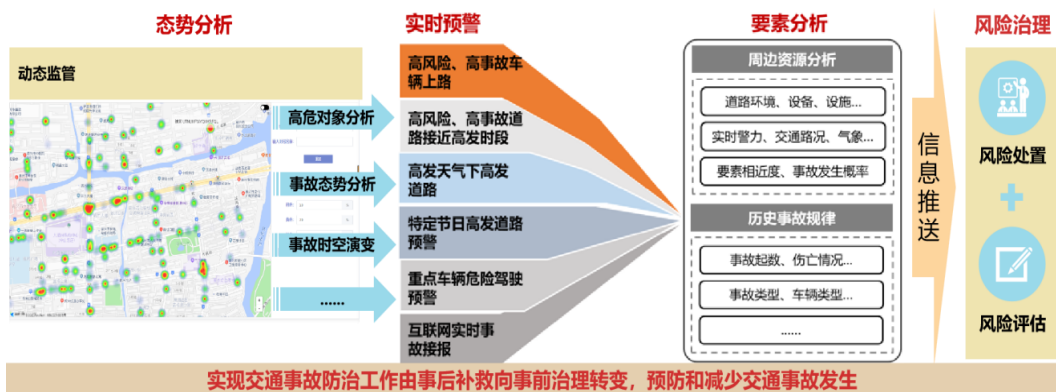 态势分析
动态监管
高危对象分析
事故态势分析
事故时空演变
......
实时预警
高风险、高事故车
辆上路
高风险、高事故道
路接近高发时段
高发天气下高发
道路
特定节日高发道路
预警
重点车辆危险驾驶
预警
互联网实时事
故接报
要素分析
周边资源分析
道路环境、设备、设施...
实时警力、交通路况、气象...
要素相近度、事故发生概率
历史事故规律
事故起数、伤亡情况...
事故类型、车辆类型...
......
信息推送
风险治理
风险处置
+
风险评估
实现交通事故防治工作由事后补救向事前治理转变，预防和减少交通事故发生